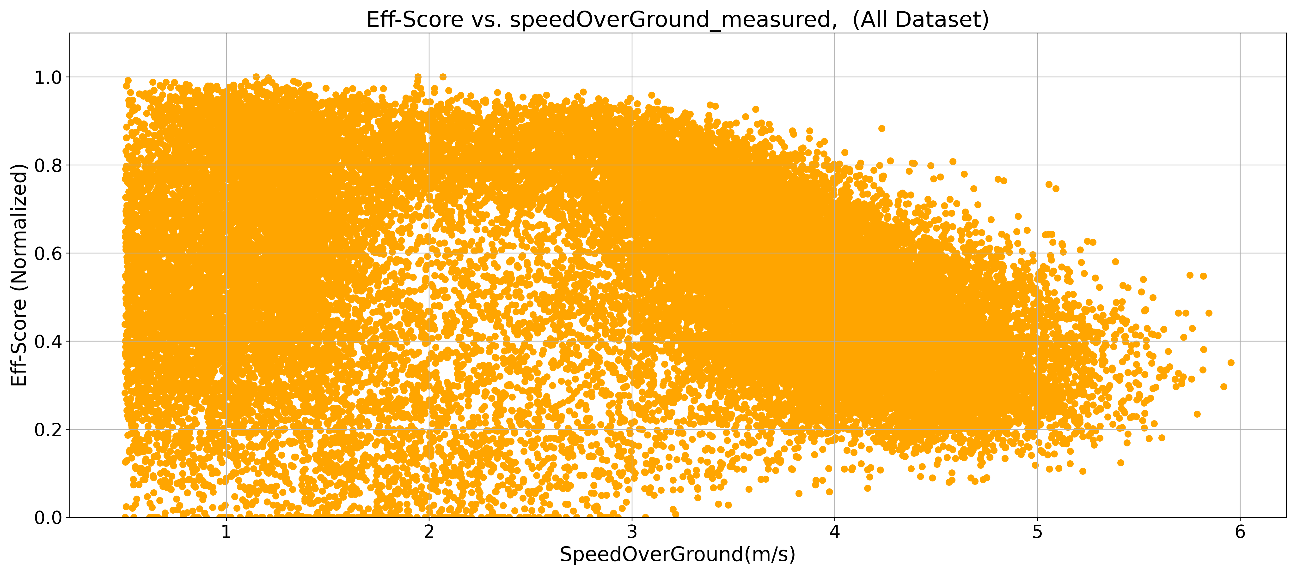 Eff-Score vs. speedOverGround_measured,  (All Dataset)
Eff-Score (Normalized)
1.0
0.8
0.6
0.4
0.2
0.0
1 2 3 4 5 6
SpeedOverGround(m/s)